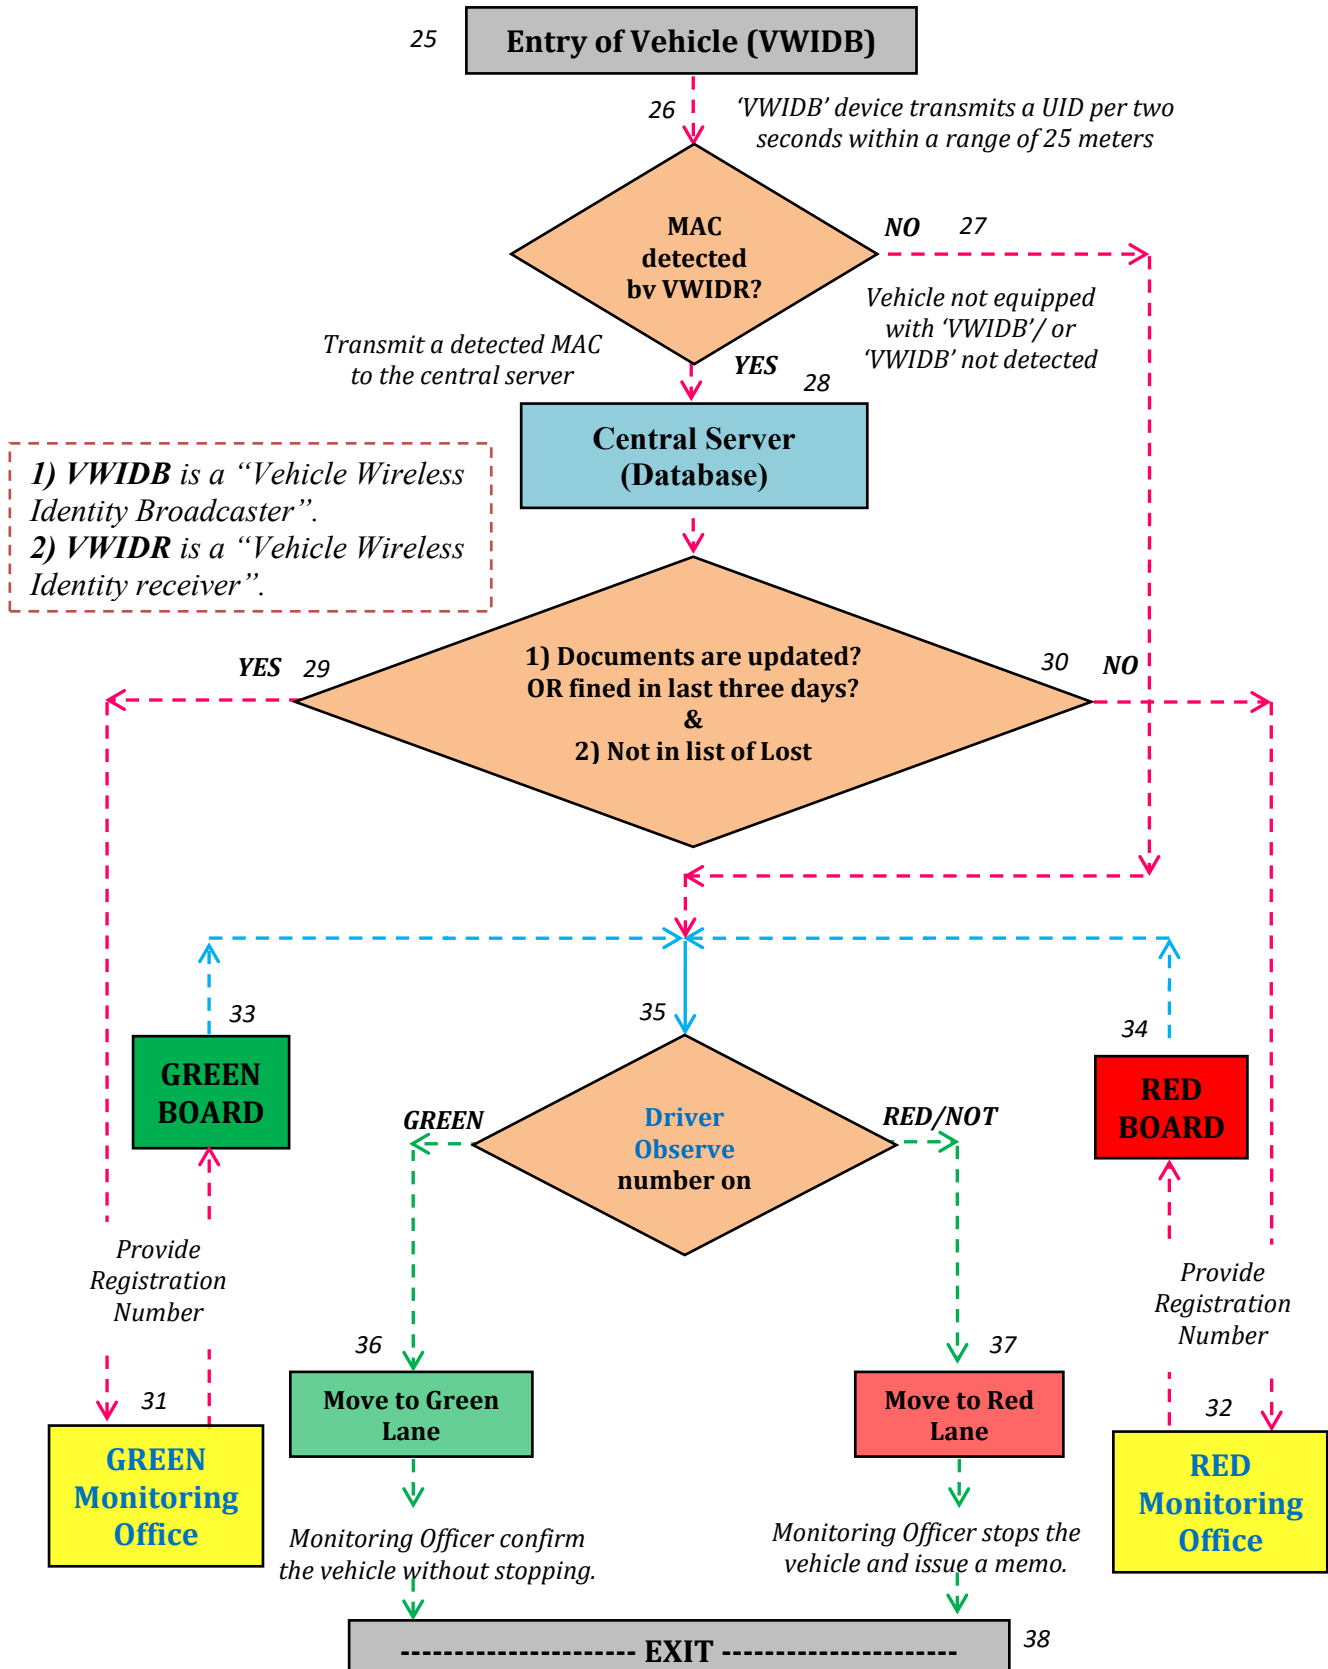 25
Entry of Vehicle (VWIDB)
26
‘VWIDB’ device transmits a UID per two
seconds within a range of 25 meters
MAC
detected
by VWIDR?
NO
27
Vehicle not equipped
with ‘VWIDB’/ or
‘VWIDB’ not detected
Transmit a detected MAC
to the central server
YES
28
Central Server
(Database)
1) VWIDB is a “Vehicle Wireless
Identity Broadcaster”.
2) VWIDR is a “Vehicle Wireless
Identity receiver”.
YES
29
1) Documents are updated?
OR fined in last three days?
&
2) Not in list of Lost
30
NO
33
GREEN
BOARD
35
34
RED
BOARD
GREEN
Driver
Observe
number on
RED/NOT
Provide
Registration
Number
Provide
Registration
Number
36
Move to Green
Lane
37
Move to Red
Lane
31
GREEN
Monitoring
Office
32
RED
Monitoring
Office
Monitoring Officer confirm
the vehicle without stopping.
Monitoring Officer stops the
vehicle and issue a memo.
---------------------- EXIT ----------------------
38